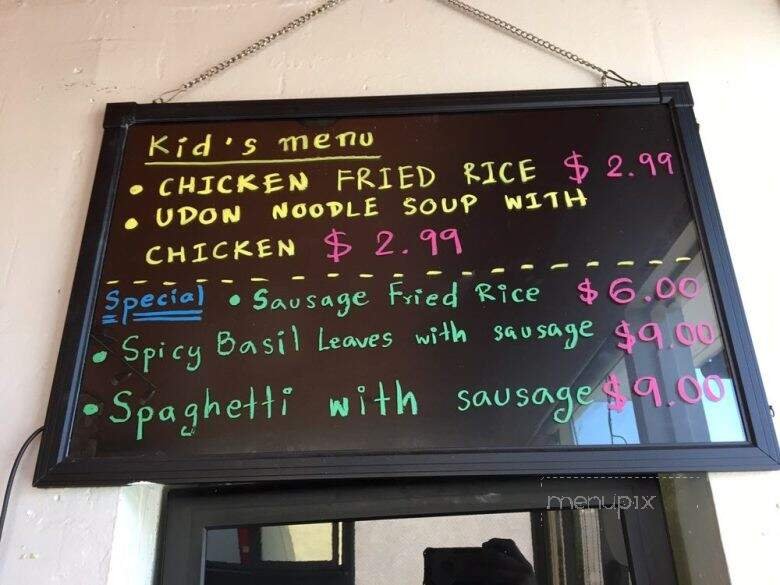 Kid's menu
• CHICKEN FRIED RICE $ 2.99
• UDON NOODLE SOUP WITH
CHICKEN $ 2.99
Special • Sausage Fried Rice $6.00
• Spicy Basil Leaves with sausage $9.00
• Spaghetti with sausage $9.00
menupix